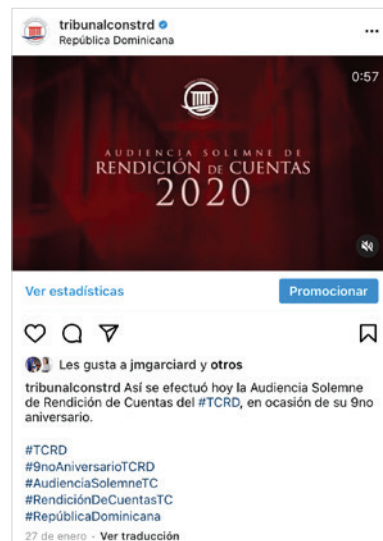 tribunalconstrd
República Dominicana
0:57
AUDIENCIA SOLEMNE DE
RENDICIÓN DE CUENTAS
2020
Ver estadísticas
Promocionar
Les gusta a jmgarciard y otros
tribunalconstrd Así se efectuó hoy la Audiencia Solemne
de Rendición de Cuentas del #TCRD, en ocasión de su 9no
aniversario.
#TCRD
#9noAniversarioTCRD
#AudienciaSolemneTC
#RendiciónDeCuentasTC
#RepúblicaDominicana
27 de enero · Ver traducción